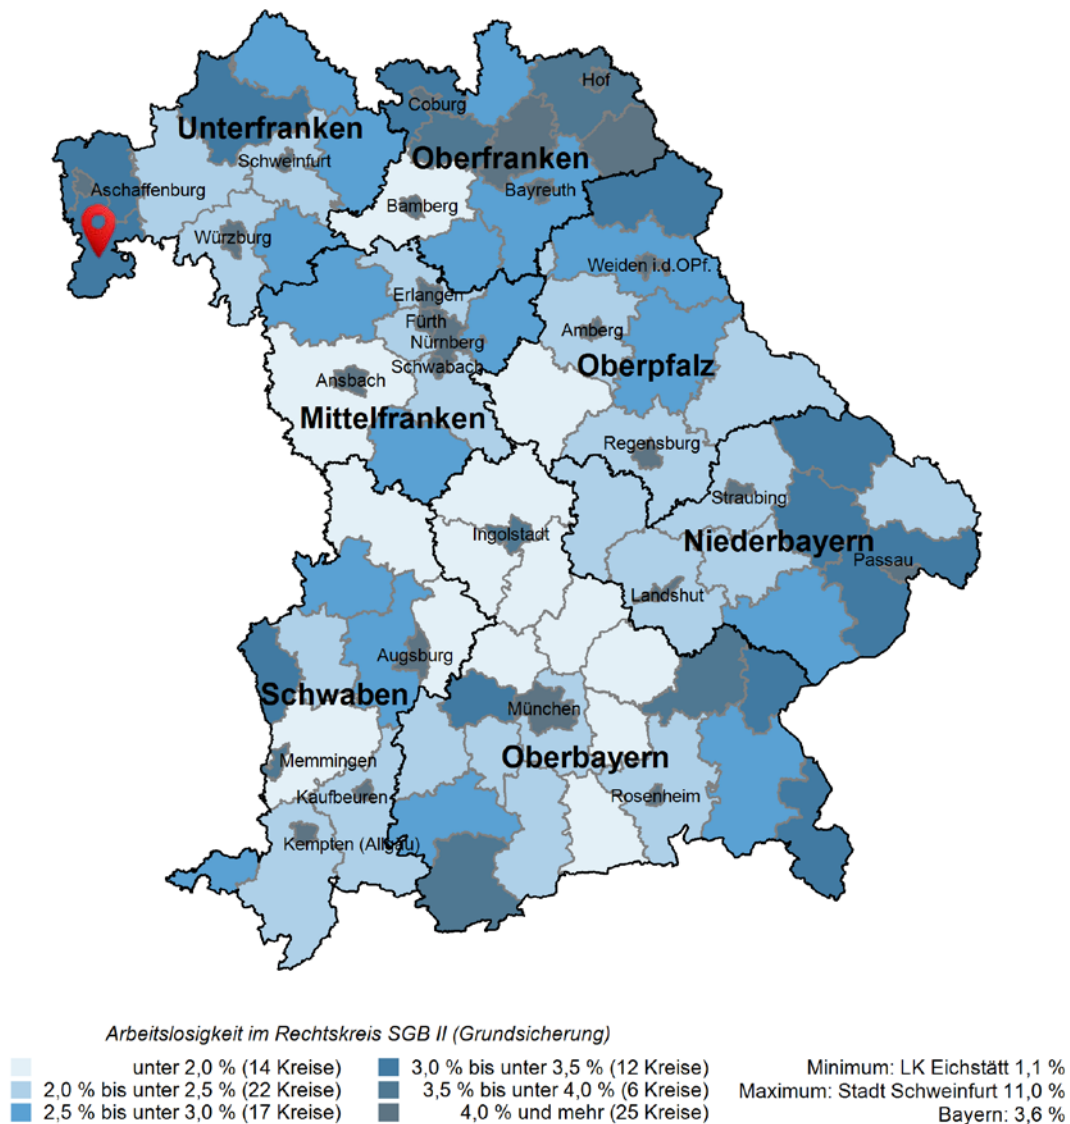 Hof
Coburg
Unterfranken
Schweinfurt
Oberfranken
Aschaffenburg
Bayreuth
Bamberg
Würzburg
Weiden i.d.OPf.
Erlangen
Fürth
Amberg
Nürnberg
Schwabach
Oberpfalz
Ansbach
Mittelfranken
Regensburg
Straubing
Ingolstadt
Niederbayern
Passau
Landshut
Augsburg
Schwaben
München
Oberbayern
Memmingen
Kaufbeuren
Rosenheim
Kempten (Allgäu)
Arbeitslosigkeit im Rechtskreis SGB II (Grundsicherung)
unter 2,0 % (14 Kreise)
2,0 % bis unter 2,5 % (22 Kreise)
2,5 % bis unter 3,0 % (17 Kreise)
3,0 % bis unter 3,5 % (12 Kreise)
3,5 % bis unter 4,0 % (6 Kreise)
4,0 % und mehr (25 Kreise)
Minimum: LK Eichstätt 1,1 %
Maximum: Stadt Schweinfurt 11,0 %
Bayern: 3,6 %